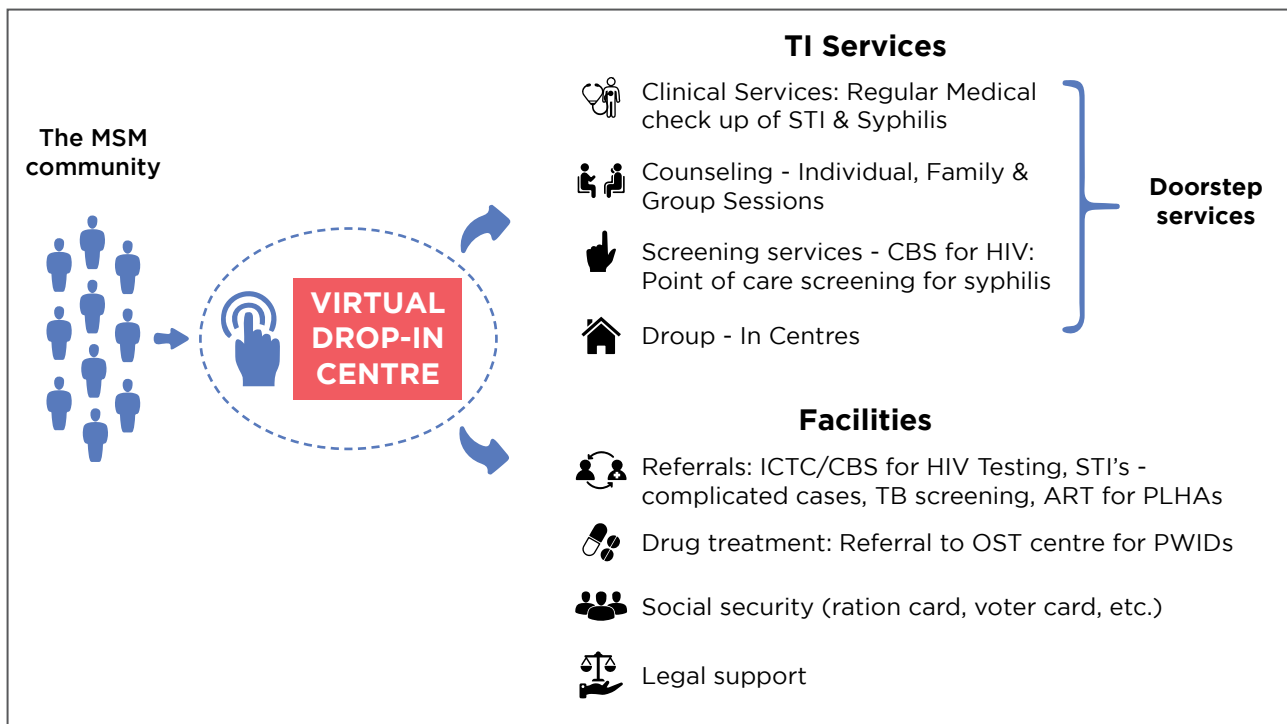 The MSM
community
VIRTUAL
DROP-IN
CENTRE
TI Services
Clinical Services: Regular Medical
check up of STI & Syphilis
Counseling - Individual, Family &
Group Sessions
Screening services - CBS for HIV:
Point of care screening for syphilis
Droup - In Centres
Doorstep
services
Facilities
Referrals: ICTC/CBS for HIV Testing, STI's -
complicated cases, TB screening, ART for PLHAs
Drug treatment: Referral to OST centre for PWIDs
Social security (ration card, voter card, etc.)
Legal support